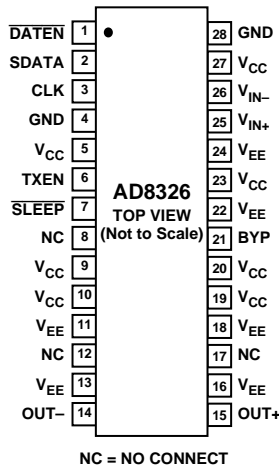 DATEN 1 28 GND
SDATA 2 27 VCC
CLK 3 26 VIN–
GND 4 25 VIN+
VCC 5 24 VEE
TXEN 6 23 VCC
SLEEP 7 22 VEE
NC 8 21 BYP
VCC 9 20 VCC
VCC 10 19 VCC
VEE 11 18 VEE
NC 12 17 NC
VEE 13 16 VEE
OUT– 14 15 OUT+
AD8326
TOP VIEW
(Not to Scale)
NC = NO CONNECT